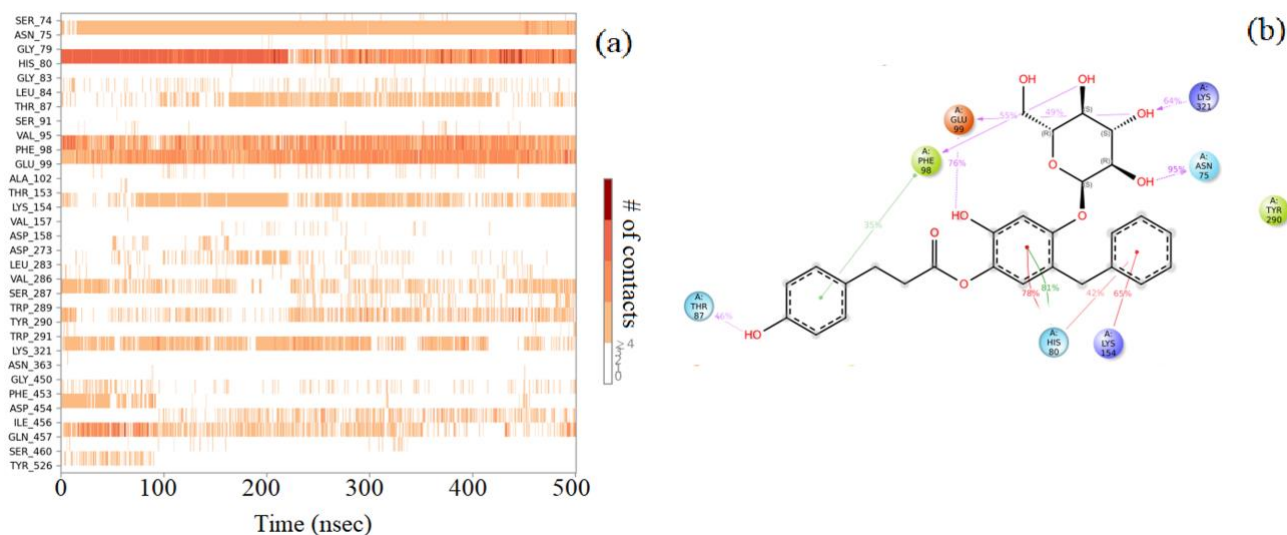 SER_74
ASN_75
GLY_79
HIS_80
GLY_83
LEU_84
THR_87
SER_91
VAL_95
PHE_98
GLU_99
ALA_102
THR_153
LYS_154
VAL_157
ASP_158
ASP_273
LEU_283
VAL_286
SER_287
TRP_289
TYR_290
TRP_291
LYS_321
ASN_363
GLY_450
PHE_453
ASP_454
ILE_456
GLN_457
SER_460
TYR_526
0 100 200 300 400 500
Time (nsec)
(a)
# of contacts
4
0
(b)
OH
OH
OH
OH
HO
HO
O
O
O
O
(S)
(S)
(R)
(R)
(S)
A:
GLU
99
A:
PHE
98
A:
LYS
321
A:
ASN
75
A:
TYR
290
A:
THR
87
A:
HIS
80
A:
LYS
154
55%
49%
64%
95%
76%
35%
46%
78%
81%
42%
65%